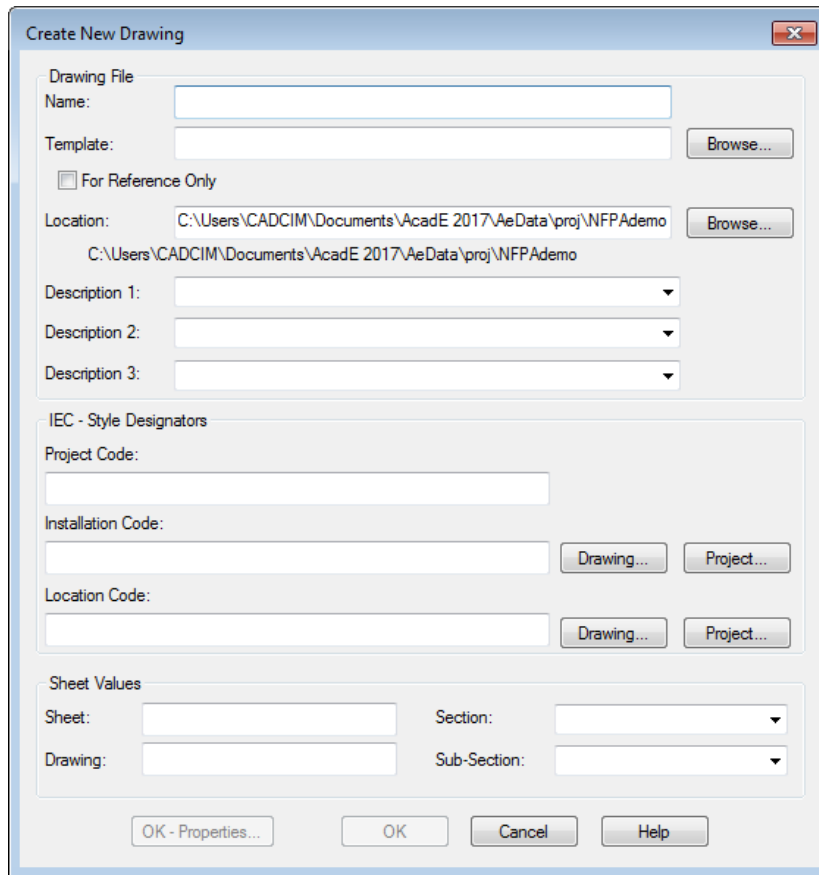 Create New Drawing
Drawing File
Name:
Template:
Browse...
For Reference Only
Location:
C:\Users\CADCIM\Documents\AcadE 2017\AeData\proj\NFPAdemo
Browse...
C:\Users\CADCIM\Documents\AcadE 2017\AeData\proj\NFPAdemo
Description 1:
Description 2:
Description 3:
IEC - Style Designators
Project Code:
Installation Code:
Drawing...
Project...
Location Code:
Drawing...
Project...
Sheet Values
Sheet:
Section:
Drawing:
Sub-Section:
OK - Properties...
OK
Cancel
Help